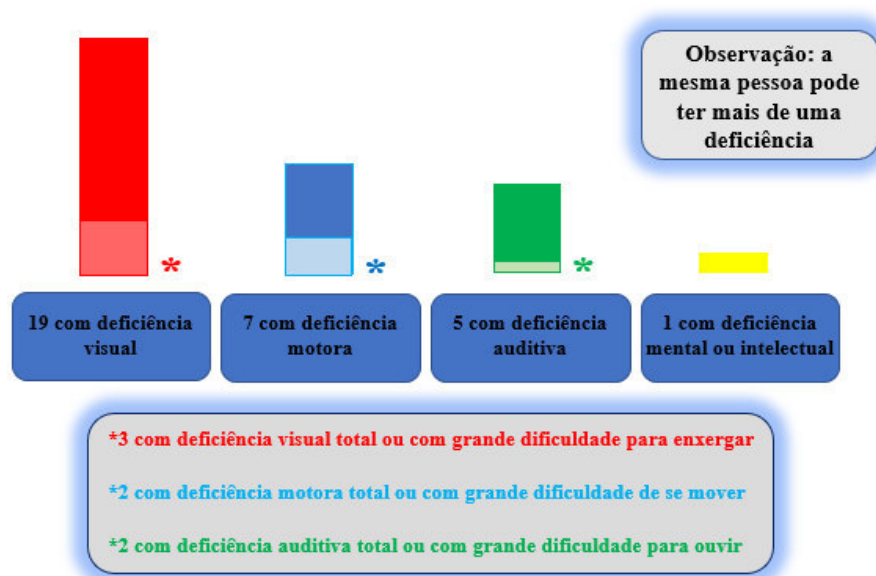 Observação: a
mesma pessoa pode
ter mais de uma
deficiência
*
*
*
19 com deficiência
visual
7 com deficiência
motora
5 com deficiência
auditiva
1 com deficiência
mental ou intelectual
*3 com deficiência visual total ou com grande dificuldade para enxergar
*2 com deficiência motora total ou com grande dificuldade de se mover
*2 com deficiência auditiva total ou com grande dificuldade para ouvir